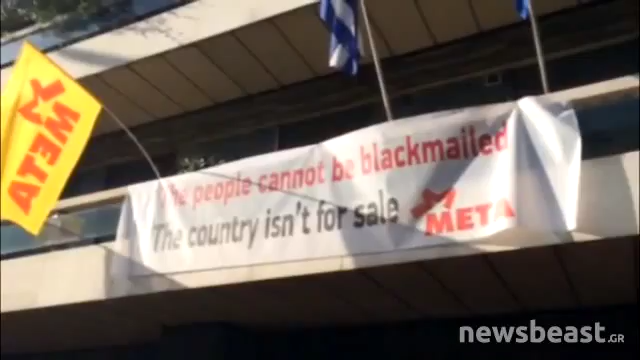 The people cannot be blackmailed
The country isn't for sale
META
META
newsbeast.GR